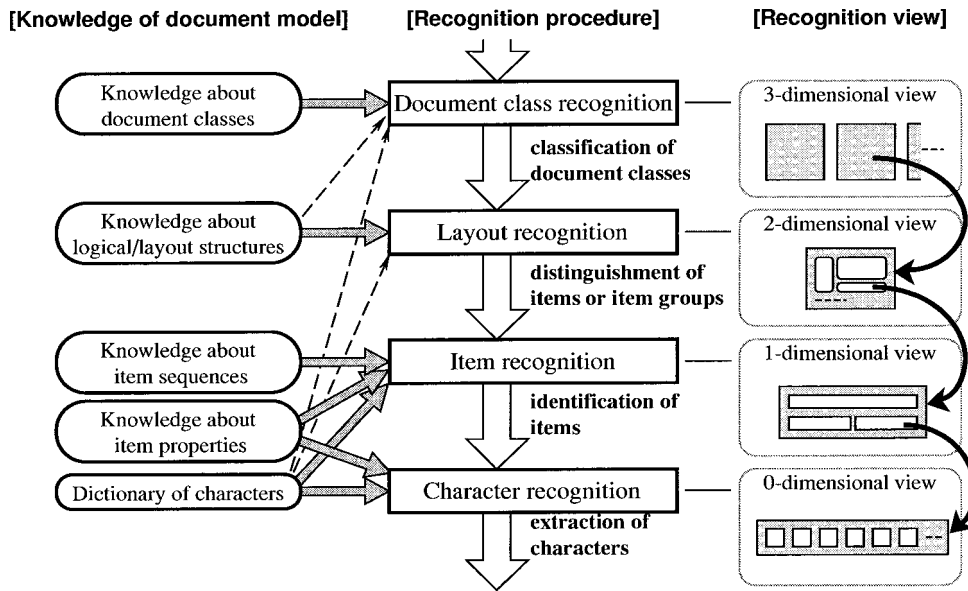 [Knowledge of document model]
[Recognition procedure]
[Recognition view]
Knowledge about
document classes
Document class recognition
3-dimensional view
classification of
document classes
Knowledge about
logical/layout structures
Layout recognition
2-dimensional view
distinguishment of
items or item groups
Knowledge about
item sequences
Item recognition
1-dimensional view
identification of
items
Knowledge about
item properties
Dictionary of characters
Character recognition
0-dimensional view
extraction of
characters